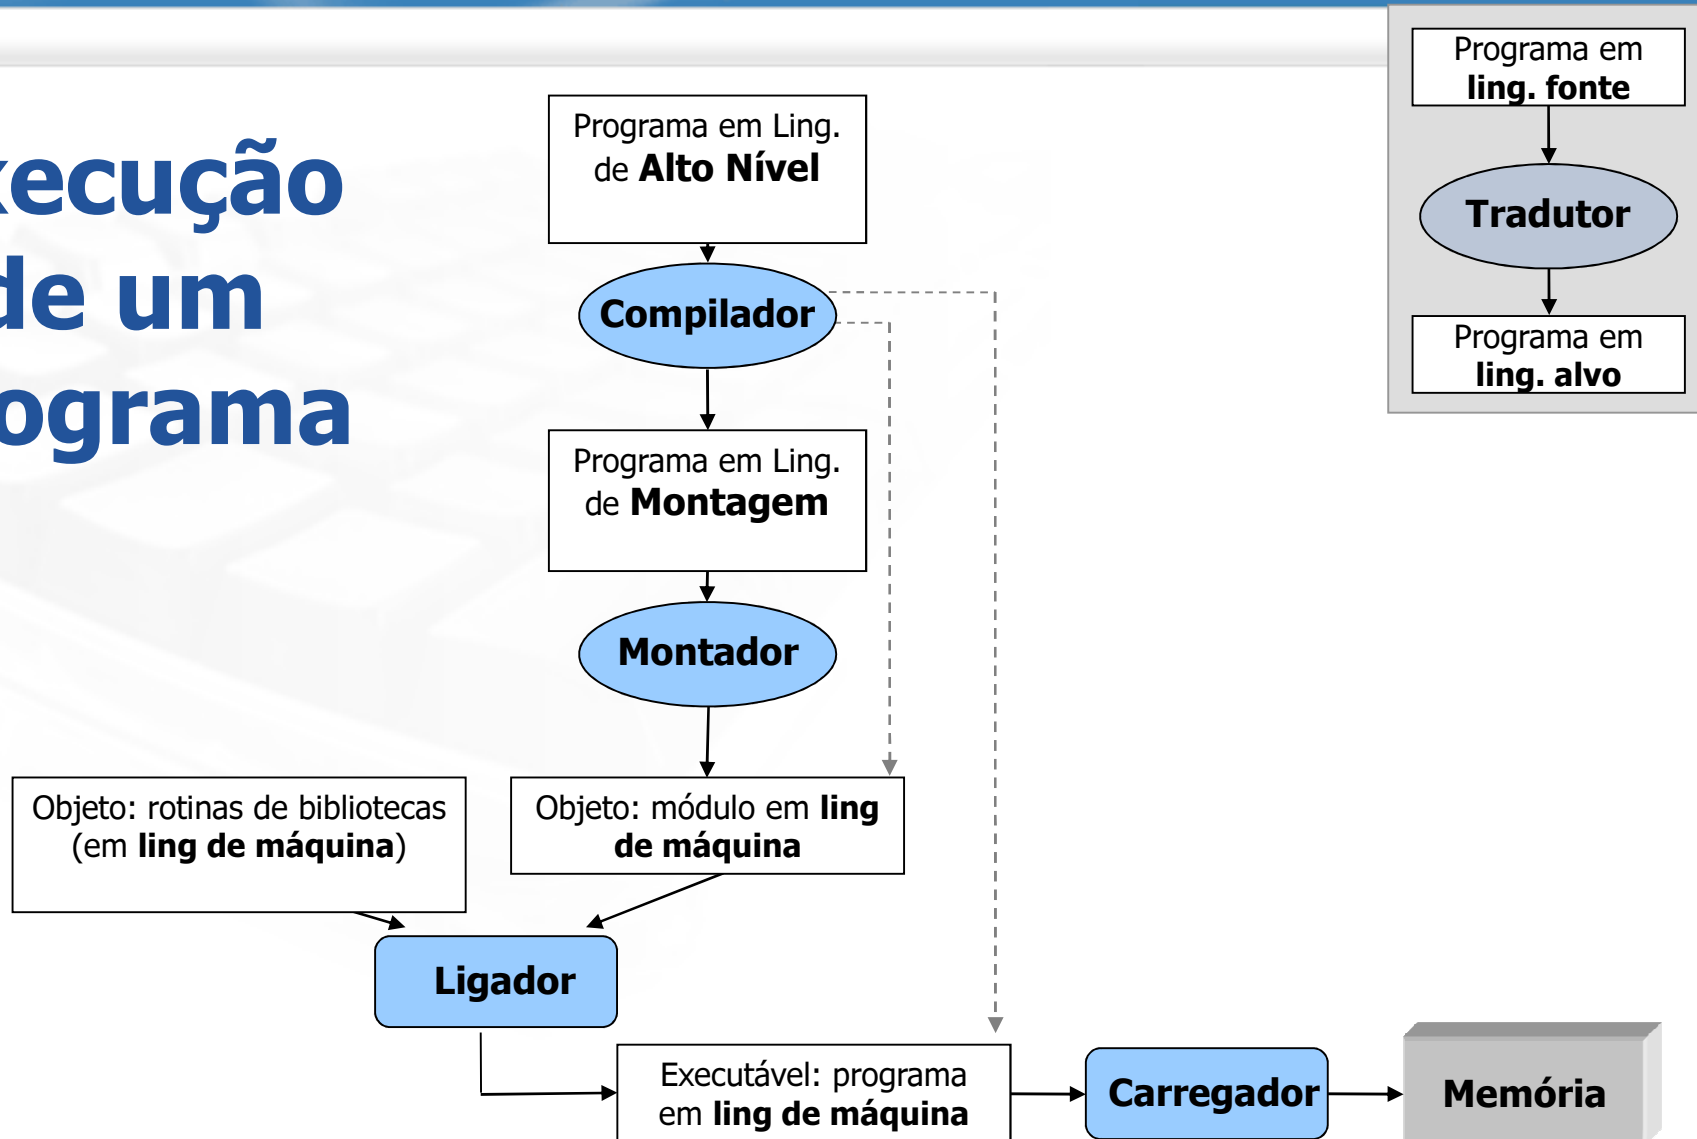 xecução
de um
ograma
Programa em Ling.
de Alto Nível
Compilador
Programa em Ling.
de Montagem
Montador
Objeto: rotinas de bibliotecas
(em ling de máquina)
Objeto: módulo em ling
de máquina
Ligador
Executável: programa
em ling de máquina
Carregador
Memória
Programa em
ling. fonte
Tradutor
Programa em
ling. alvo